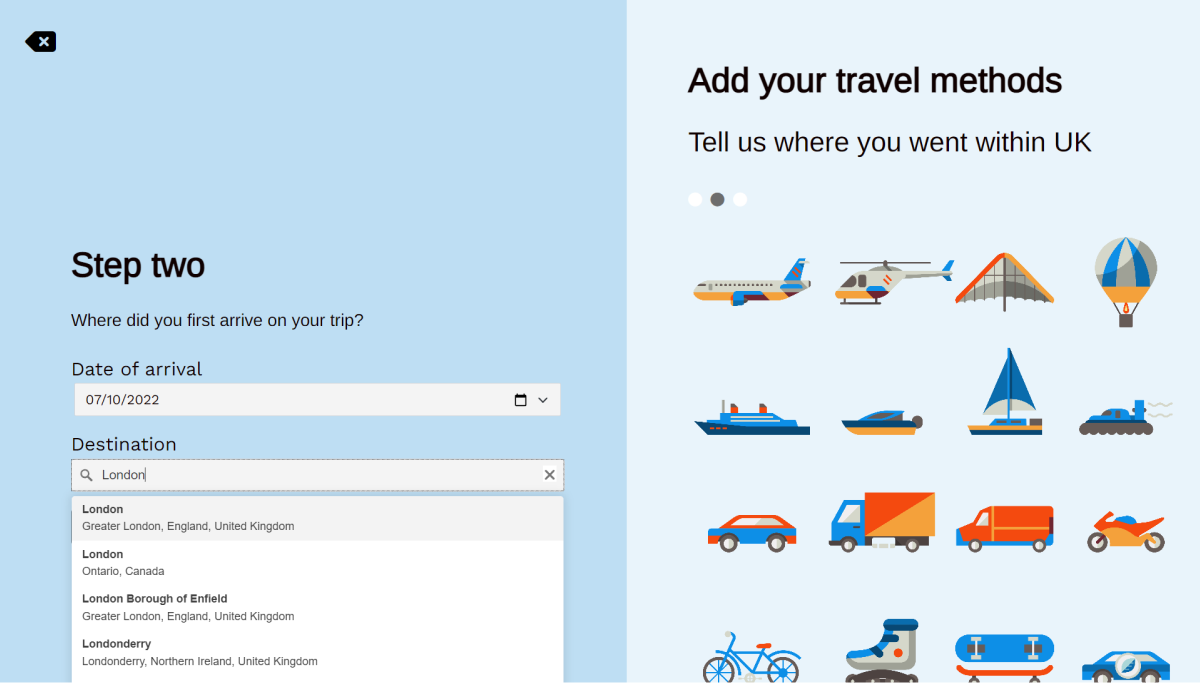 Step two
Where did you first arrive on your trip?
Date of arrival
07/10/2022
Destination
London
London
Greater London, England, United Kingdom
London
Ontario, Canada
London Borough of Enfield
Greater London, England, United Kingdom
Londonderry
Londonderry, Northern Ireland, United Kingdom
Add your travel methods
Tell us where you went within UK